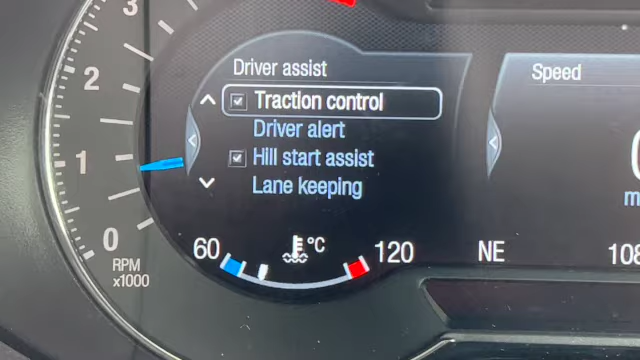 3
2
1
0
RPM
x1000
Driver assist
Traction control
Driver alert
Hill start assist
Lane keeping
60 °C 120
Speed
NE